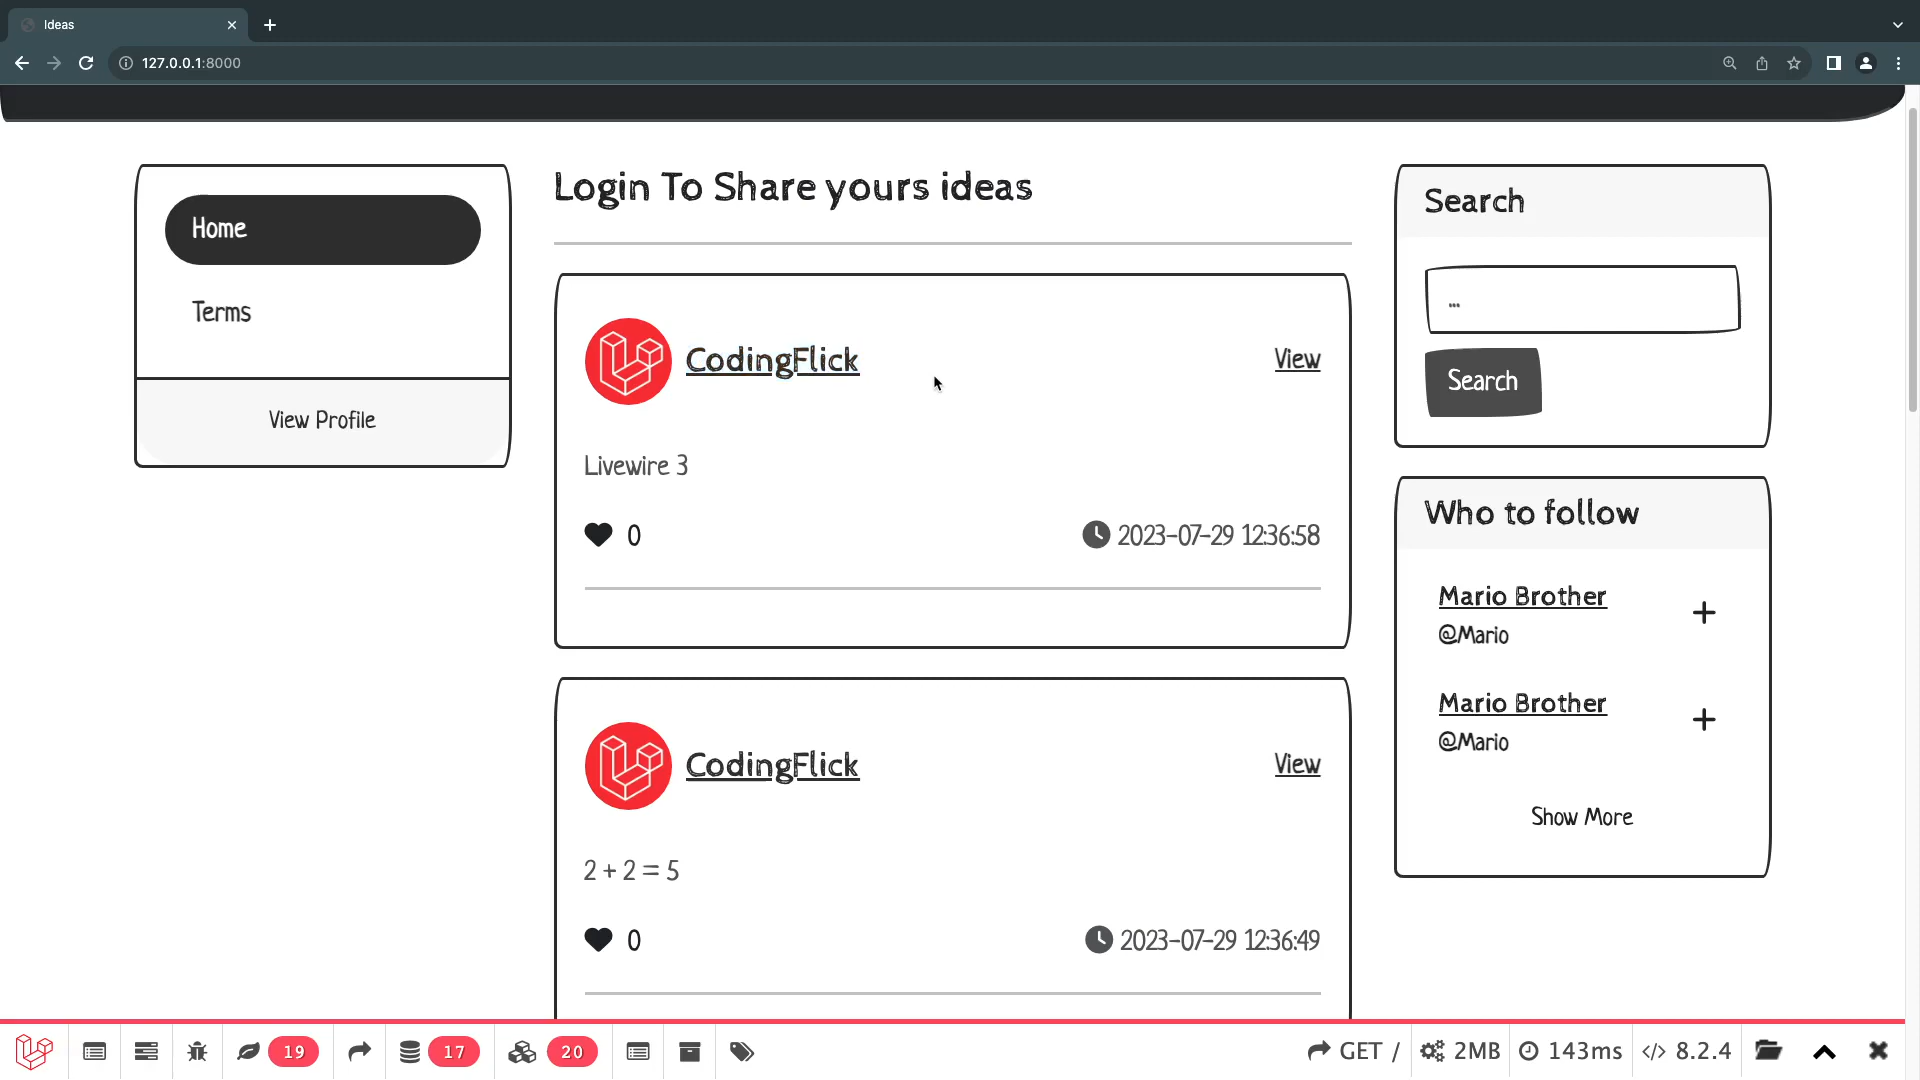 Ideas
127.0.0.1:8000
Home
Terms
View Profile
Login To Share yours ideas
CodingFlick
View
Livewire 3
0
2023-07-29 12:36:58
CodingFlick
View
2 + 2 = 5
0
2023-07-29 12:36:49
Search
...
Search
Who to follow
Mario Brother
@Mario
Mario Brother
@Mario
Show More
19
17
20
GET /
2MB
143ms
8.2.4